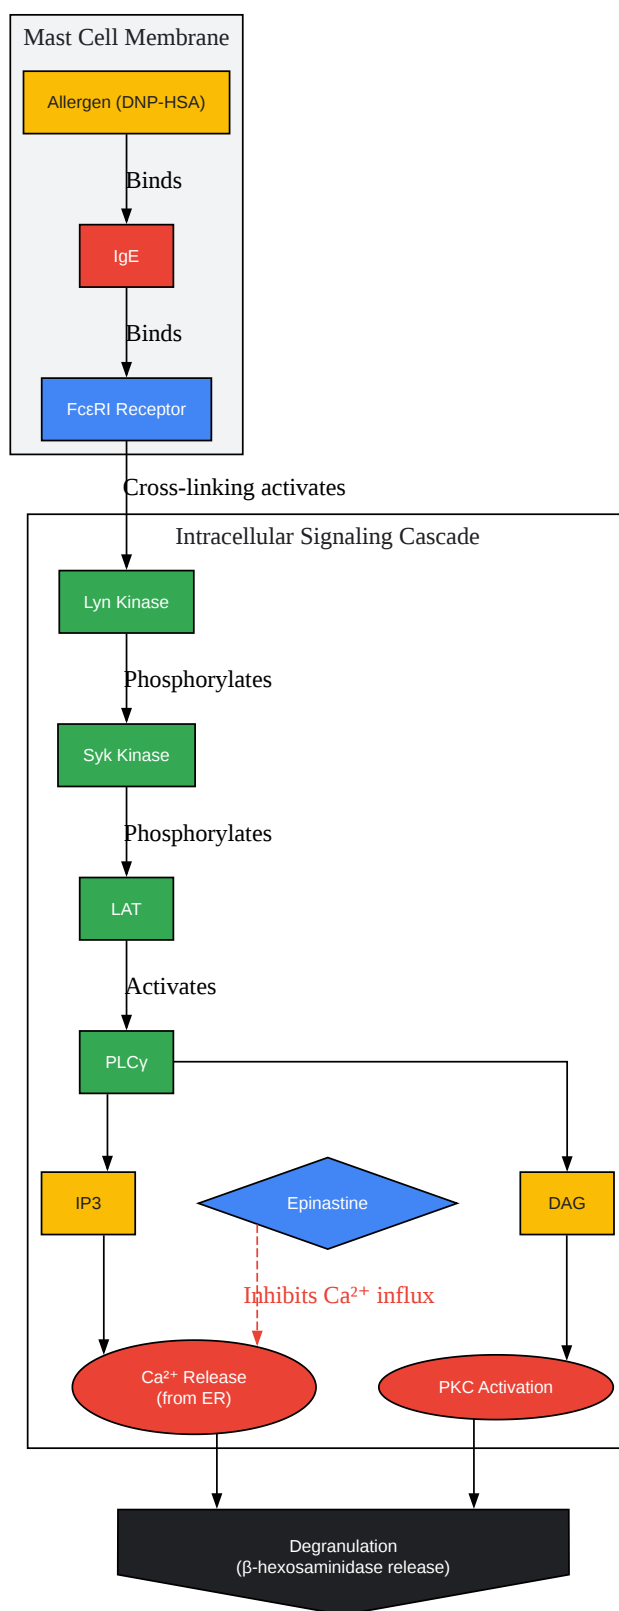 Mast Cell Membrane
Allergen (DNP-HSA)
Binds
IgE
Binds
FcεRI Receptor
Cross-linking activates
Intracellular Signaling Cascade
Lyn Kinase
Phosphorylates
Syk Kinase
Phosphorylates
LAT
Activates
PLCγ
IP3
Epinastine
DAG
Inhibits Ca²⁺ influx
Ca²⁺ Release
(from ER)
PKC Activation
Degranulation
(β-hexosaminidase release)